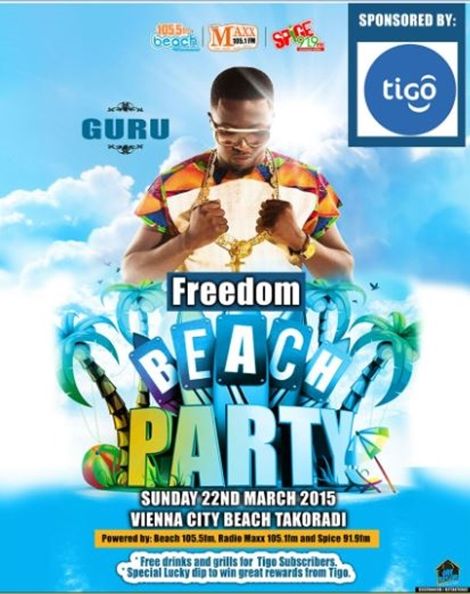 105.5fm
beach
MAXX
105.1 FM
SPiCE
91.9
SPONSORED BY:
tigo
GURU
Freedom
BEACH
PARTY
SUNDAY 22ND MARCH 2015
VIENNA CITY BEACH TAKORADI
Powered by: Beach 105.5fm, Radio Maxx 105.1fm and Spice 91.9fm
*Free drinks and grills for Tigo Subscribers.
*Special Lucky dip to win great rewards from Tigo.